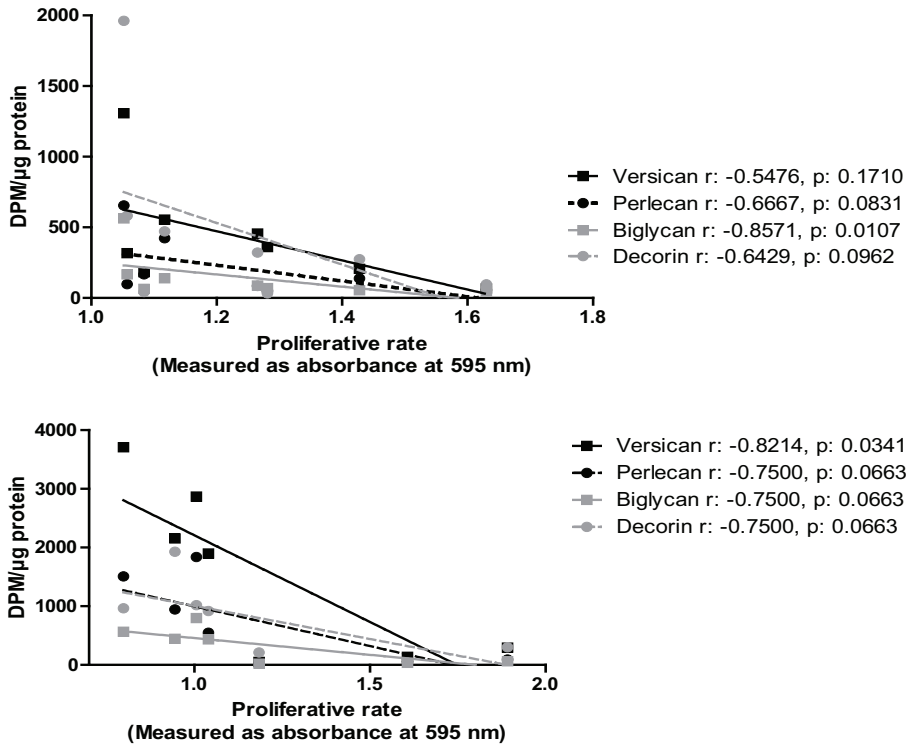 2000
1500
1000
500
0
DPM/µg protein
1.0 1.2 1.4 1.6 1.8
Proliferative rate
(Measured as absorbance at 595 nm)
Versican r: -0.5476, p: 0.1710
Perlecan r: -0.6667, p: 0.0831
Biglycan r: -0.8571, p: 0.0107
Decorin r: -0.6429, p: 0.0962
4000
3000
2000
1000
0
DPM/µg protein
1.0 1.5 2.0
Proliferative rate
(Measured as absorbance at 595 nm)
Versican r: -0.8214, p: 0.0341
Perlecan r: -0.7500, p: 0.0663
Biglycan r: -0.7500, p: 0.0663
Decorin r: -0.7500, p: 0.0663